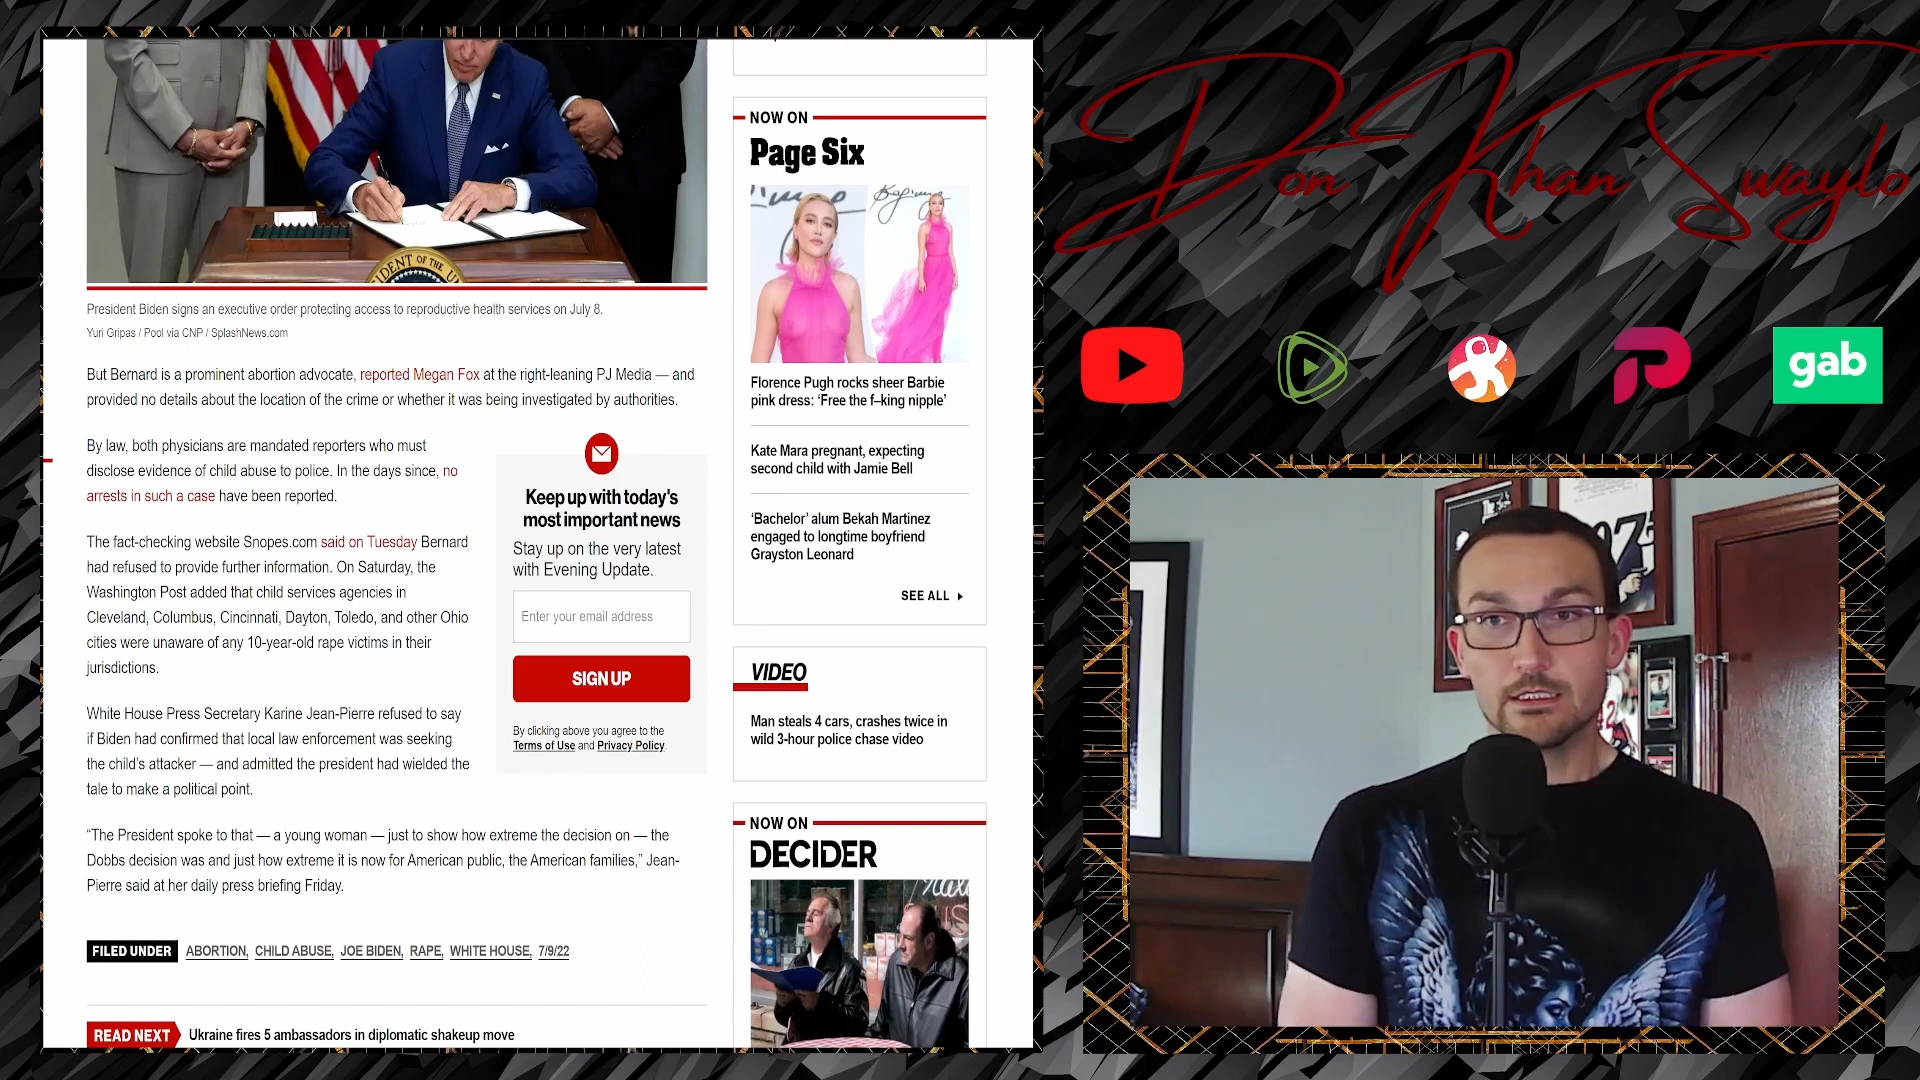 PRESIDENT OF THE U
President Biden signs an executive order protecting access to reproductive health services on July 8.
Yuri Gripas / Pool via CNP / SplashNews.com
But Bernard is a prominent abortion advocate, reported Megan Fox at the right-leaning PJ Media — and
provided no details about the location of the crime or whether it was being investigated by authorities.
By law, both physicians are mandated reporters who must
disclose evidence of child abuse to police. In the days since, no
arrests in such a case have been reported.
The fact-checking website Snopes.com said on Tuesday Bernard
had refused to provide further information. On Saturday, the
Washington Post added that child services agencies in
Cleveland, Columbus, Cincinnati, Dayton, Toledo, and other Ohio
cities were unaware of any 10-year-old rape victims in their
jurisdictions.
White House Press Secretary Karine Jean-Pierre refused to say
if Biden had confirmed that local law enforcement was seeking
the child's attacker — and admitted the president had wielded the
tale to make a political point.
Keep up with today's
most important news
Stay up on the very latest
with Evening Update.
Enter your email address
SIGN UP
By clicking above you agree to the
Terms of Use and Privacy Policy.
“The President spoke to that — a young woman — just to show how extreme the decision on — the
Dobbs decision was and just how extreme it is now for American public, the American families,” Jean-
Pierre said at her daily press briefing Friday.
FILED UNDER ABORTION, CHILD ABUSE, JOE BIDEN, RAPE, WHITE HOUSE, 7/9/22
READ NEXT Ukraine fires 5 ambassadors in diplomatic shakeup move
NOW ON
Page Six
Florence Pugh rocks sheer Barbie
pink dress: ‘Free the f–king nipple’
Kate Mara pregnant, expecting
second child with Jamie Bell
‘Bachelor’ alum Bekah Martinez
engaged to longtime boyfriend
Grayston Leonard
SEE ALL
VIDEO
Man steals 4 cars, crashes twice in
wild 3-hour police chase video
NOW ON
DECIDER
Don Khan Swaylo
gab